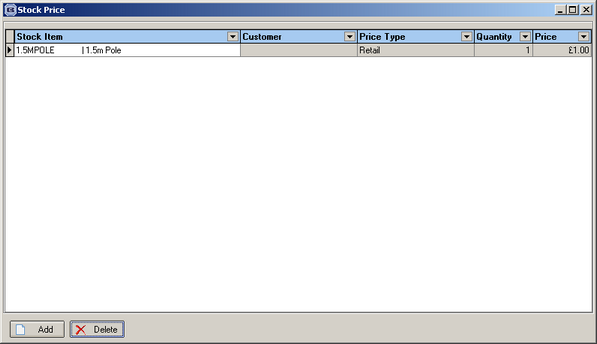 Stock Price
Stock Item Customer Price Type Quantity Price
1.5MPOLE | 1.5m Pole Retail 1 £1.00
Add Delete